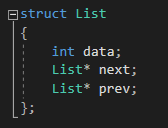 struct List
{
    int data;
    List* next;
    List* prev;
};